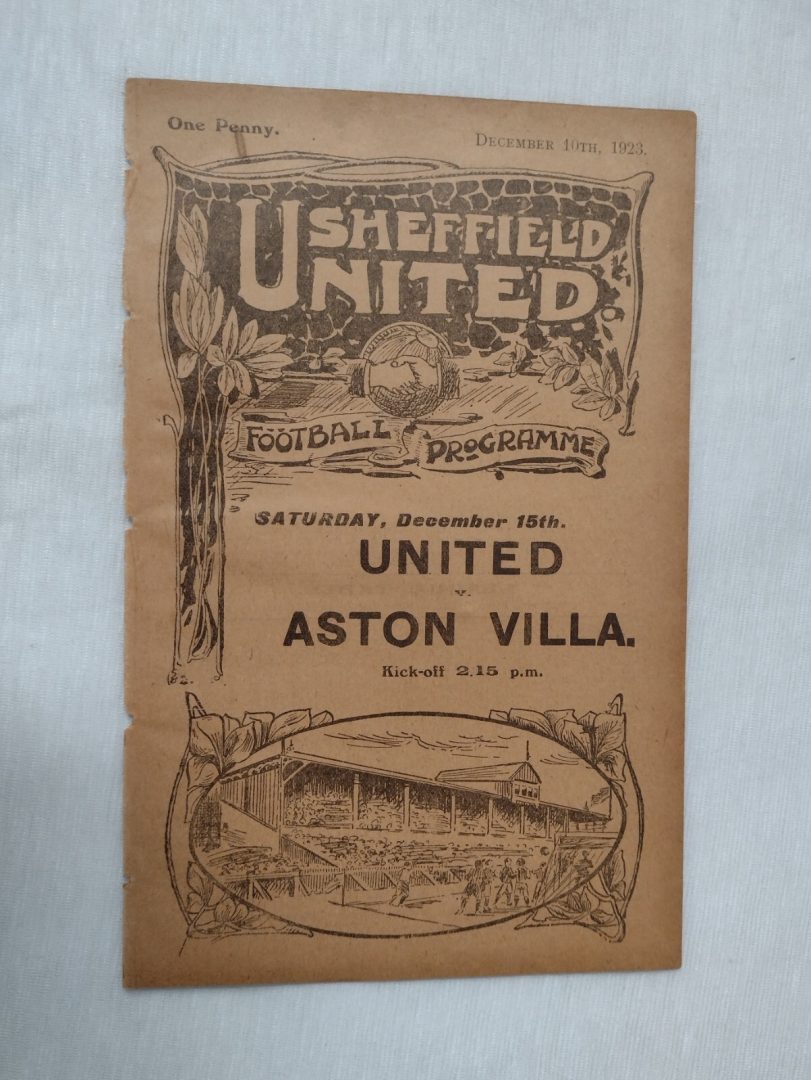 One Penny.
DECEMBER 10TH, 1923.
SHEFFIELD
UNITED
FOOTBALL PROGRAMME
SATURDAY, December 15th.
UNITED
v.
ASTON VILLA.
Kick-off 2.15 p.m.